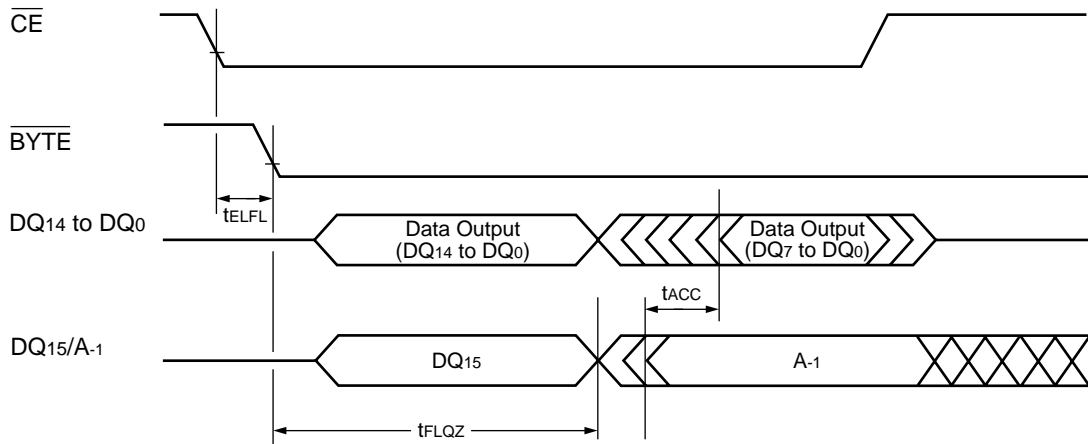 CE
BYTE
tELFL
DQ14 to DQ0
Data Output
(DQ14 to DQ0)
Data Output
(DQ7 to DQ0)
tACC
DQ15/A-1
DQ15
A-1
tFLQZ